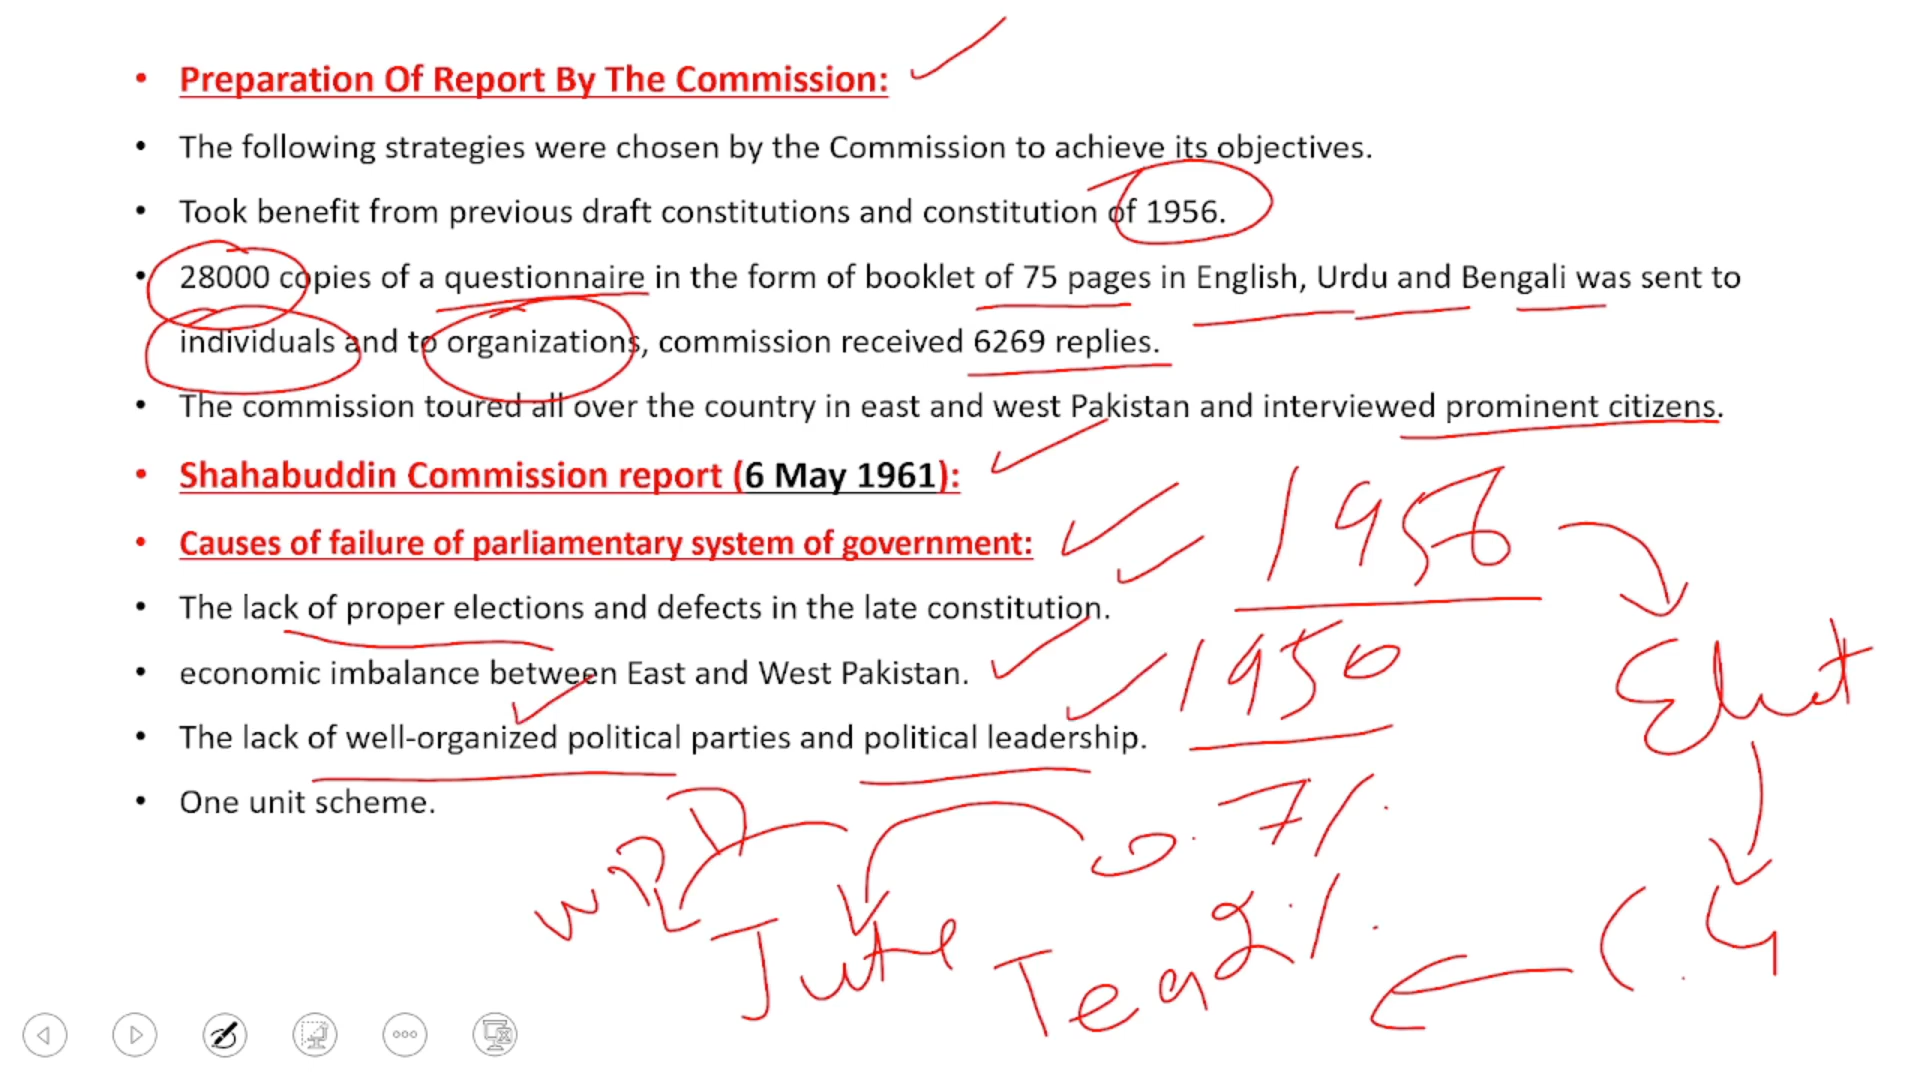 • Preparation Of Report By The Commission:
• The following strategies were chosen by the Commission to achieve its objectives.
• Took benefit from previous draft constitutions and constitution of 1956.
• 28000 copies of a questionnaire in the form of booklet of 75 pages in English, Urdu and Bengali was sent to
individuals and to organizations, commission received 6269 replies.
• The commission toured all over the country in east and west Pakistan and interviewed prominent citizens.
• Shahabuddin Commission report (6 May 1961):
• Causes of failure of parliamentary system of government:
1956
• The lack of proper elections and defects in the late constitution.
• economic imbalance between East and West Pakistan.
1950
• The lack of well-organized political parties and political leadership.
• One unit scheme.
0.7%
Jute
Tea 2%